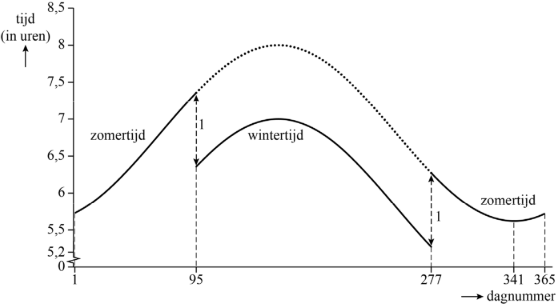 tijd
(in uren)
8,5
8
7,5
7
6,5
6
5,5
5,2
0
zomertijd
1
wintertijd
1
zomertijd
1
95
277
341
365
dagnummer